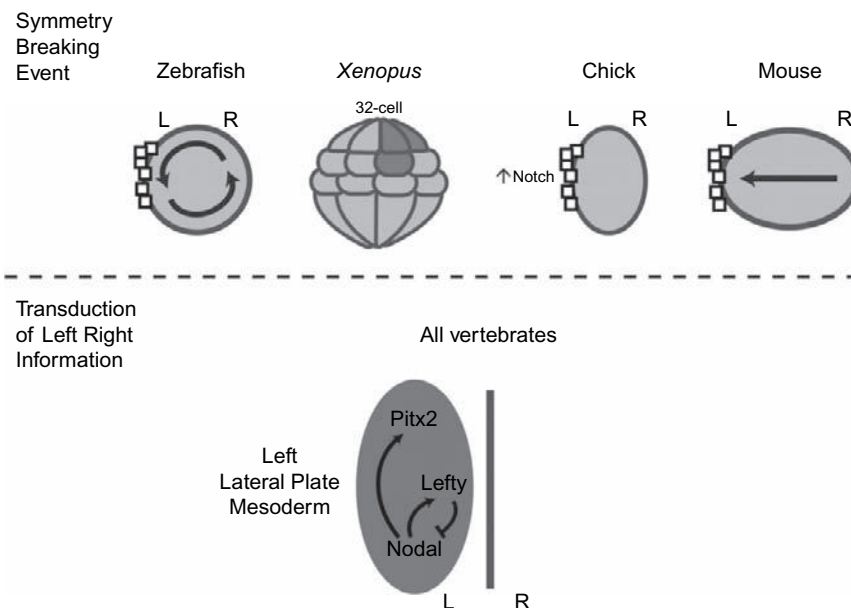 Symmetry
Breaking
Event
Zebrafish
Xenopus
Chick
Mouse
L R
32-cell
L R
L R
↑ Notch
Transduction
of Left Right
Information
All vertebrates
Left
Lateral Plate
Mesoderm
Pitx2
Lefty
Nodal
L R